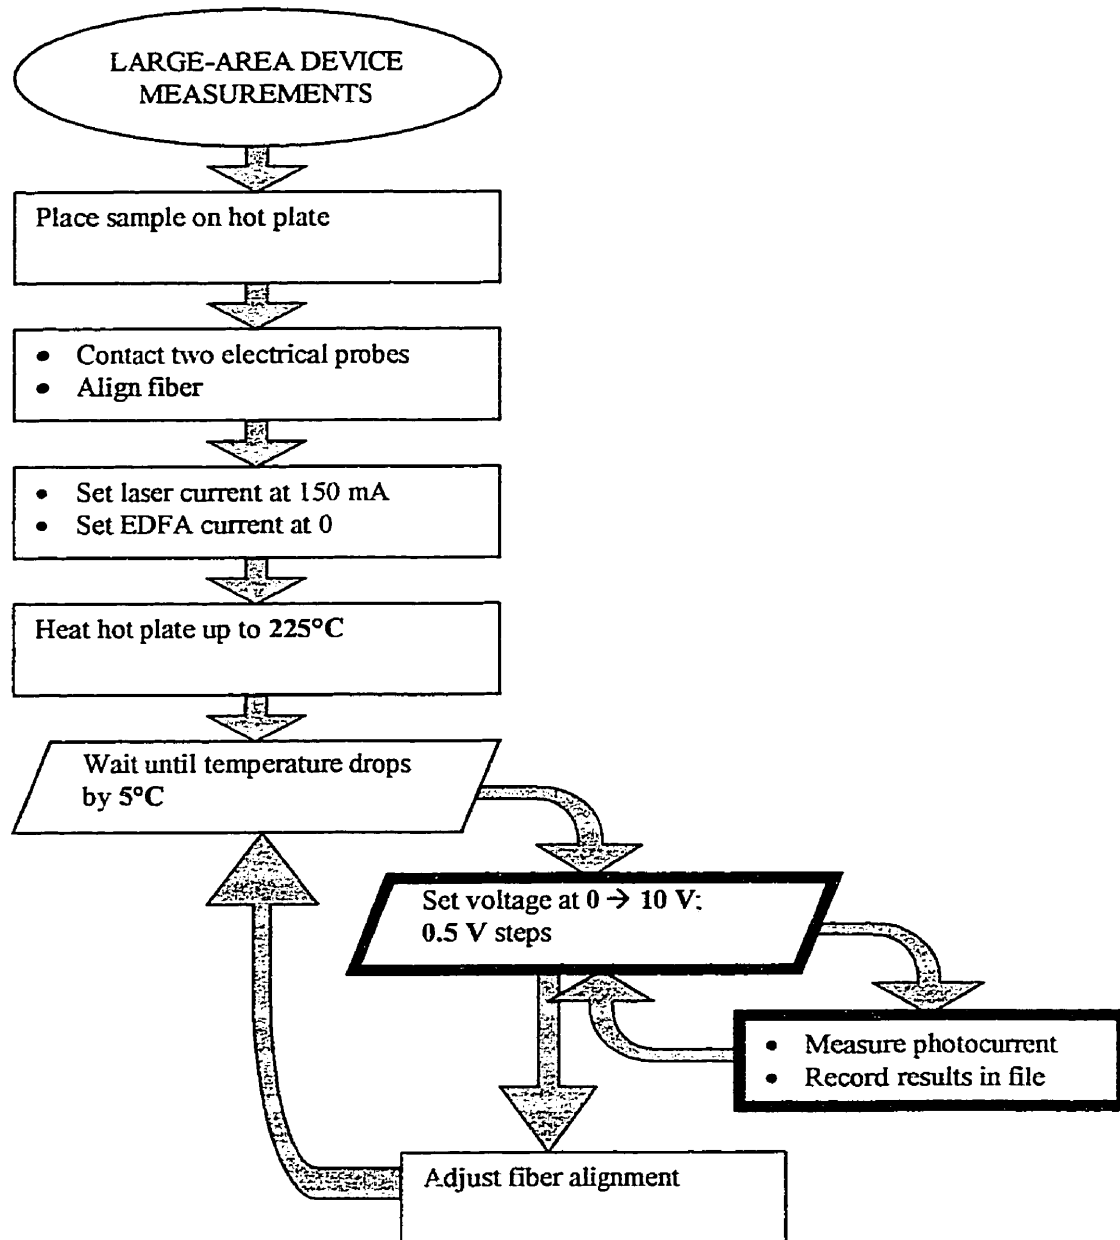 LARGE-AREA DEVICE
MEASUREMENTS
Place sample on hot plate
• Contact two electrical probes
• Align fiber
• Set laser current at 150 mA
• Set EDFA current at 0
Heat hot plate up to 225°C
Wait until temperature drops
by 5°C
Set voltage at 0 → 10 V:
0.5 V steps
• Measure photocurrent
• Record results in file
Adjust fiber alignment